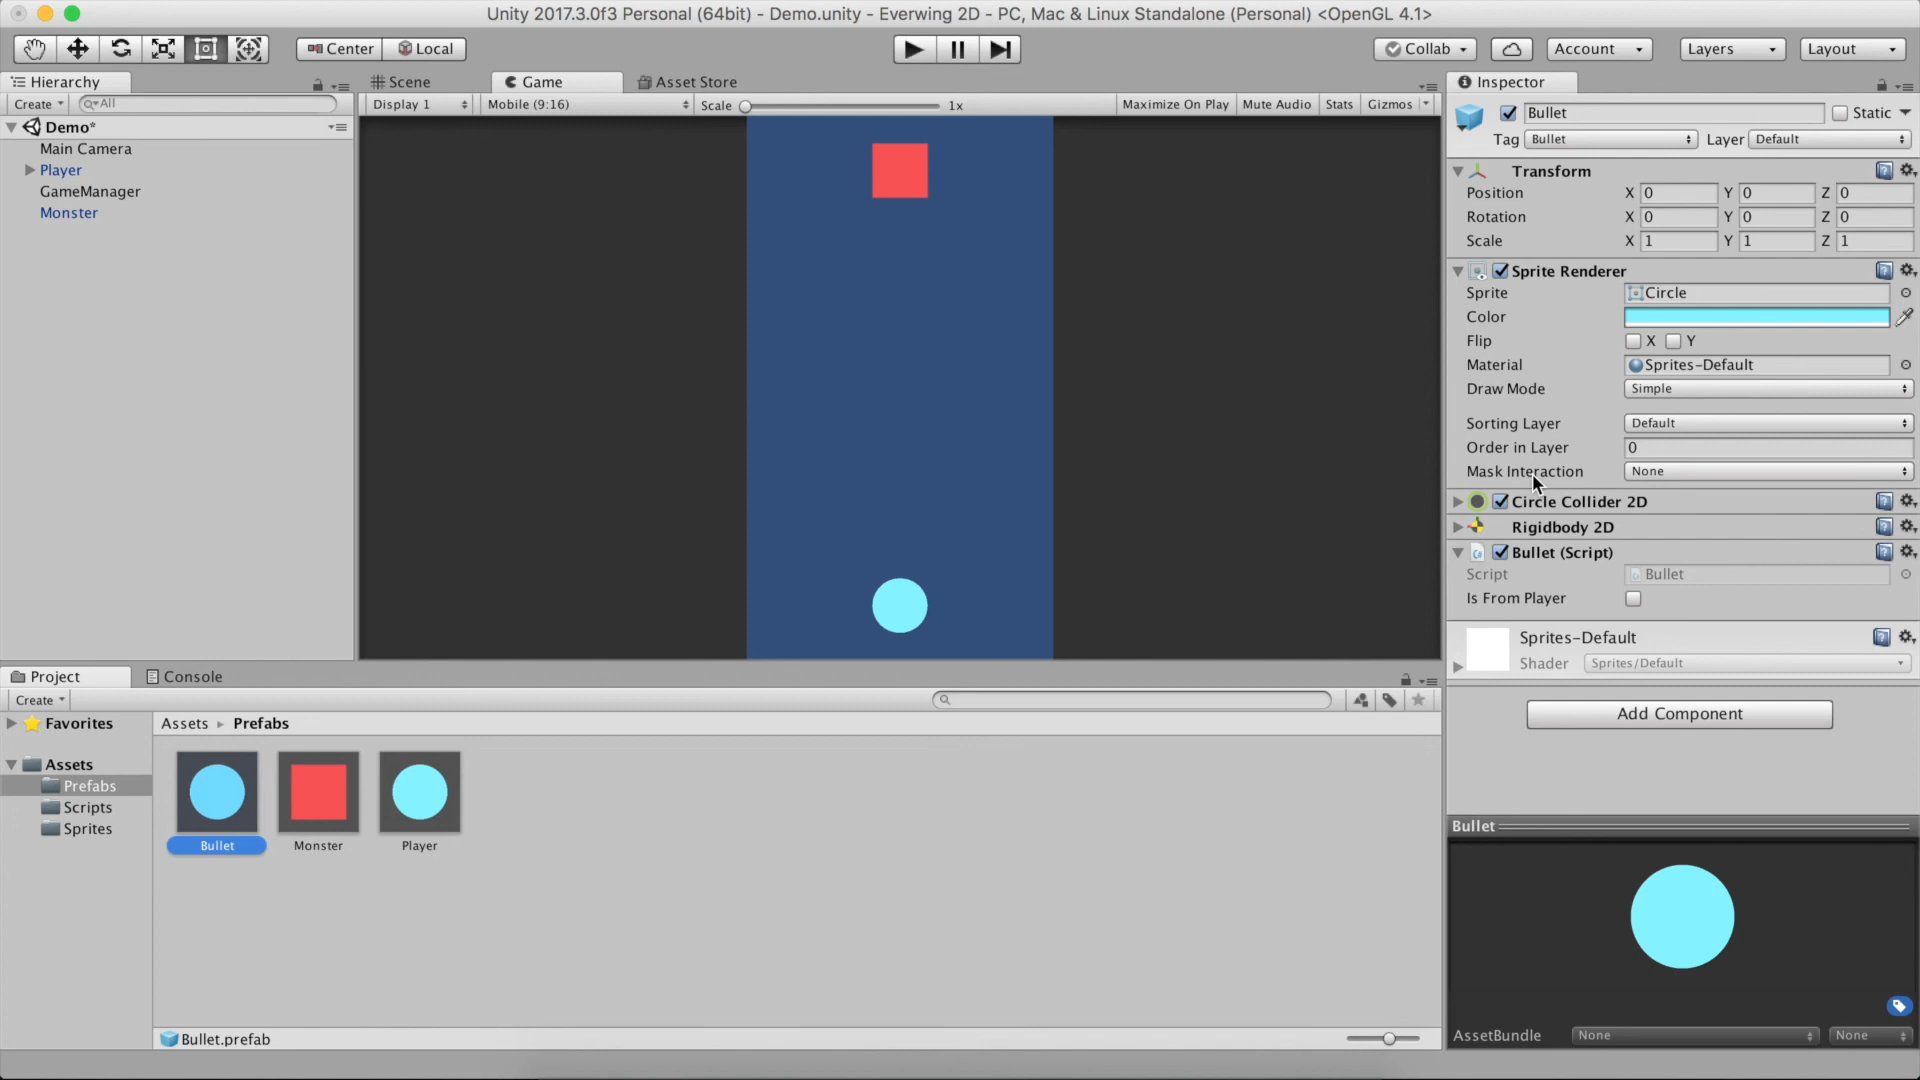 Unity 2017.3.0f3 Personal (64bit) - Demo.unity - Everwing 2D - PC, Mac & Linux Standalone (Personal) <OpenGL 4.1>
Center Local Collab Account Layers Layout
Hierarchy
Create All
Demo*
Main Camera
Player
GameManager
Monster
Scene Game Asset Store
Display 1 Mobile (9:16) Scale 1x Maximize On Play Mute Audio Stats Gizmos
Inspector
Bullet Static
Tag Bullet Layer Default
Transform
Position X 0 Y 0 Z 0
Rotation X 0 Y 0 Z 0
Scale X 1 Y 1 Z 1
Sprite Renderer
Sprite Circle
Color
Flip X Y
Material Sprites-Default
Draw Mode Simple
Sorting Layer Default
Order in Layer 0
Mask Interaction None
Circle Collider 2D
Rigidbody 2D
Bullet (Script)
Script Bullet
Is From Player
Sprites-Default
Shader Sprites/Default
Add Component
Project Console
Create
Favorites
Assets
Prefabs
Scripts
Sprites
Assets Prefabs
Bullet Monster Player
Bullet.prefab
Bullet
AssetBundle None None